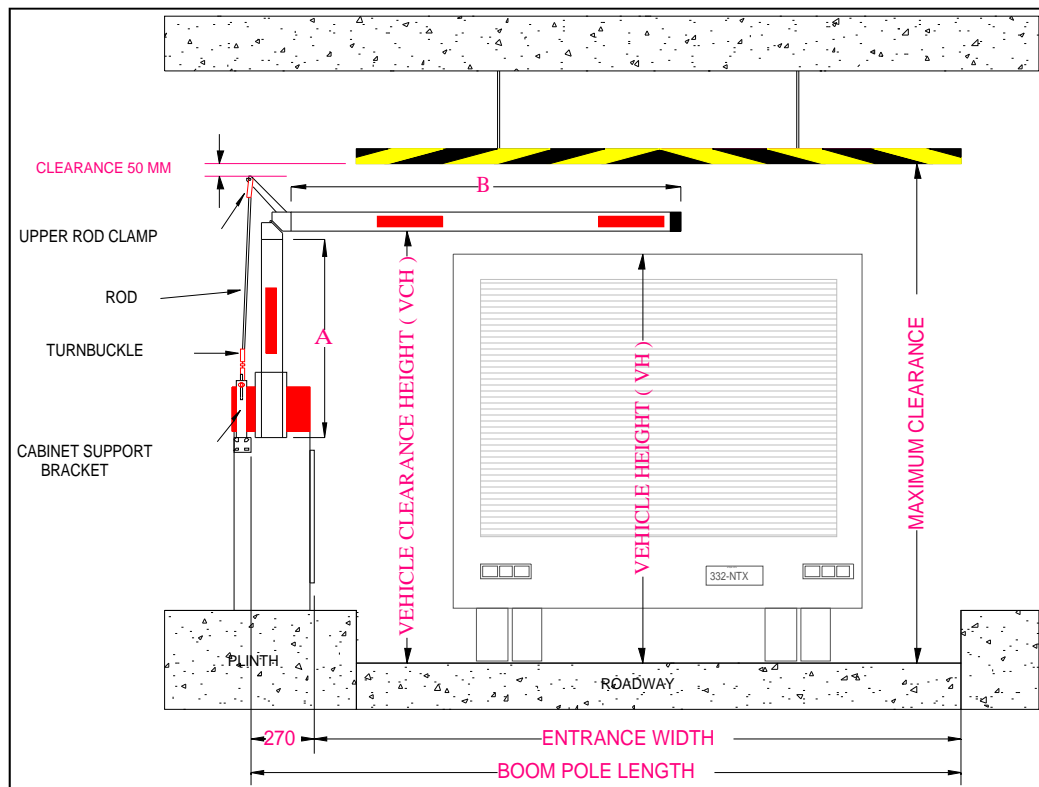 CLEARANCE 50 MM
B
UPPER ROD CLAMP
ROD
TURNBUCKLE
A
CABINET SUPPORT
BRACKET
VEHICLE CLEARANCE HEIGHT ( VCH )
VEHICLE HEIGHT ( VH )
MAXIMUM CLEARANCE
332-NTX
PLINTH
ROADWAY
270
ENTRANCE WIDTH
BOOM POLE LENGTH